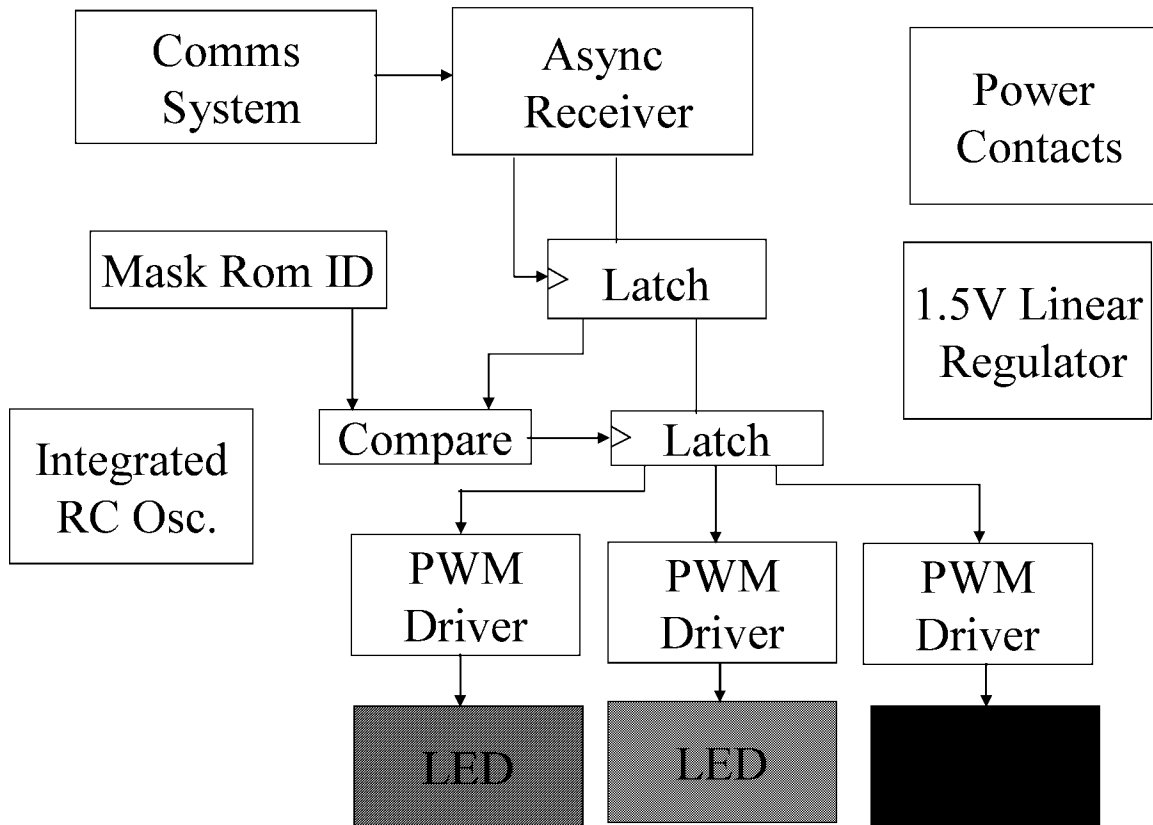 Comms
System
Async
Receiver
Power
Contacts
Mask Rom ID
Latch
1.5V Linear
Regulator
Integrated
RC Osc.
Compare
Latch
PWM
Driver
PWM
Driver
PWM
Driver
LED
LED